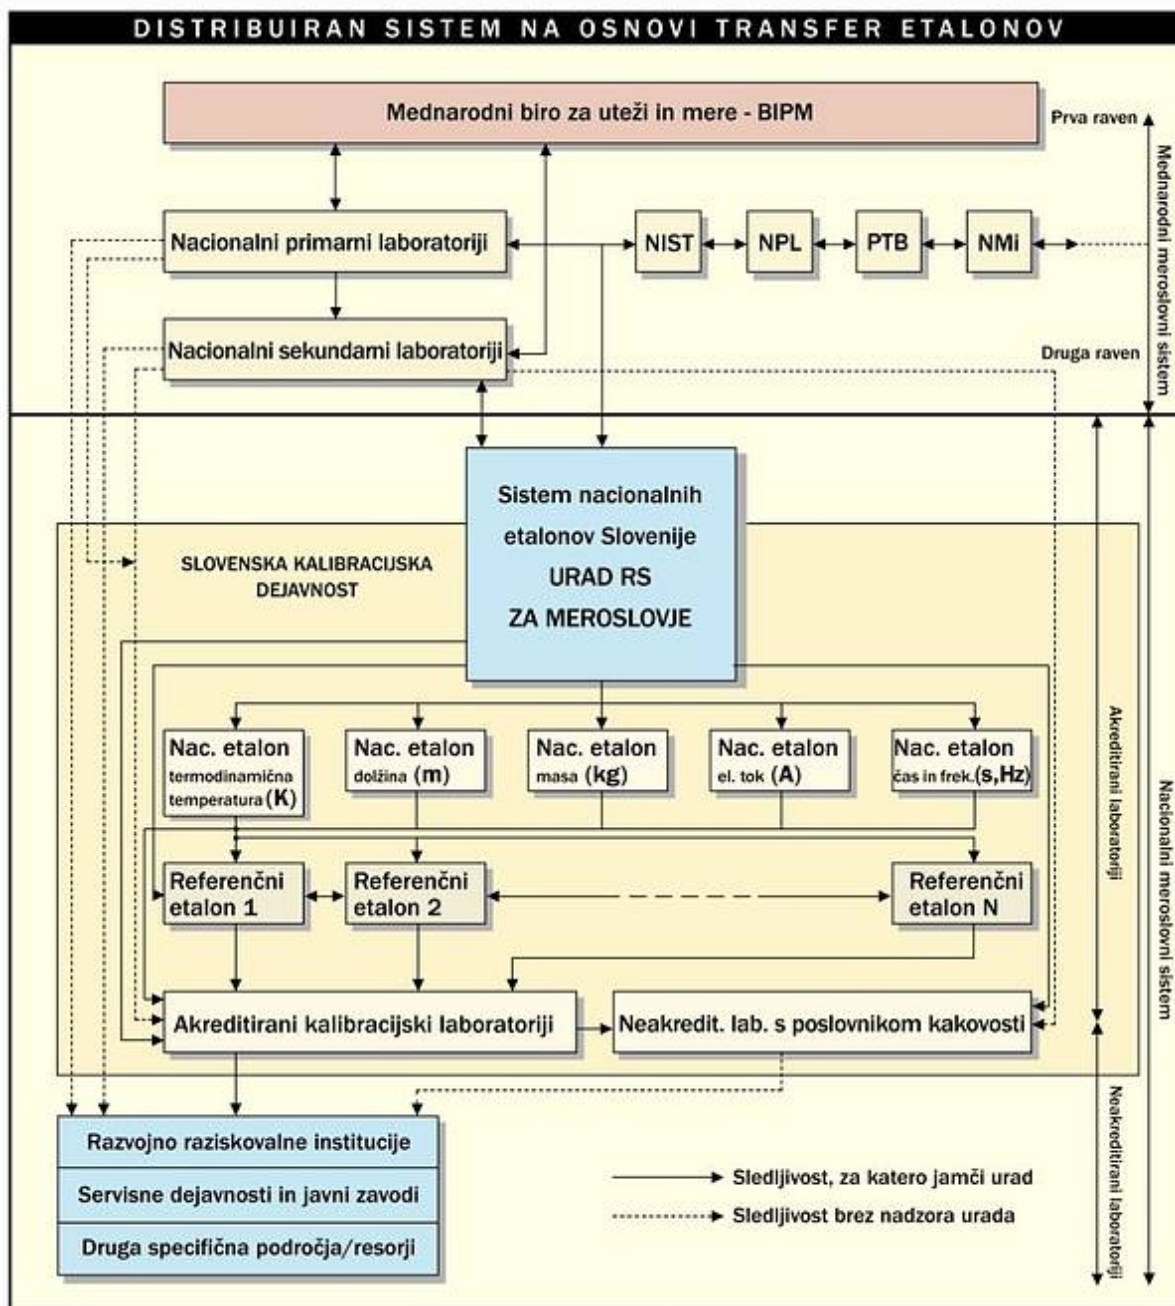 DISTRIBUIRAN SISTEM NA OSNOVI TRANSFER ETALONOV
Mednarodni biro za uteži in mere - BIPM
Prva raven
Mednarodni meroslovni sistem
Nacionalni primarni laboratoriji
NIST
NPL
PTB
NMi
Nacionalni sekundarni laboratoriji
Druga raven
Sistem nacionalnih
etalonov Slovenije
URAD RS
ZA MEROSLOVJE
SLOVENSKA KALIBRACIJSKA
DEJAVNOST
Nac. etalon
termodinamična
temperatura (K)
Nac. etalon
dolžina (m)
Nac. etalon
masa (kg)
Nac. etalon
el. tok (A)
Nac. etalon
čas in frek.(s,Hz)
Akreditirani laboratoriji
Nacionalni meroslovni sistem
Referenčni
etalon 1
Referenčni
etalon 2
Referenčni
etalon N
Akreditirani kalibracijski laboratoriji
Neakredit. lab. s poslovnikom kakovosti
Neakreditirani laboratoriji
Razvojno raziskovalne institucije
Servisne dejavnosti in javni zavodi
Druga specifična področja/resorji
Sledljivost, za katero jamči urad
Sledljivost brez nadzora urada